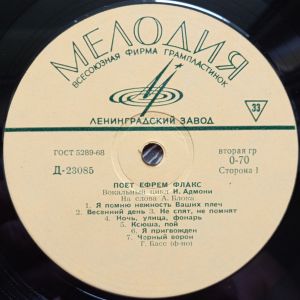 МЕЛОДИЯ
ВСЕСОЮЗНАЯ ФИРМА ГРАМПЛАСТИНОК
33
ЛЕНИНГРАДСКИЙ ЗАВОД
ГОСТ 5289-68
вторая гр
Д-23085
0-70
Сторона 1
ПОЕТ ЕФРЕМ ФЛАКС
Вокальный цикл И. Адмони
На слова А. Блока
1. Я помню нежность Ваших плеч
2. Весенний день 3. Не спят, не помнят
4. Ночь, улица, фонарь
5. Ксюша, пой
6. Я пригвожден
7. Черный ворон
Г. Басс (ф-но)